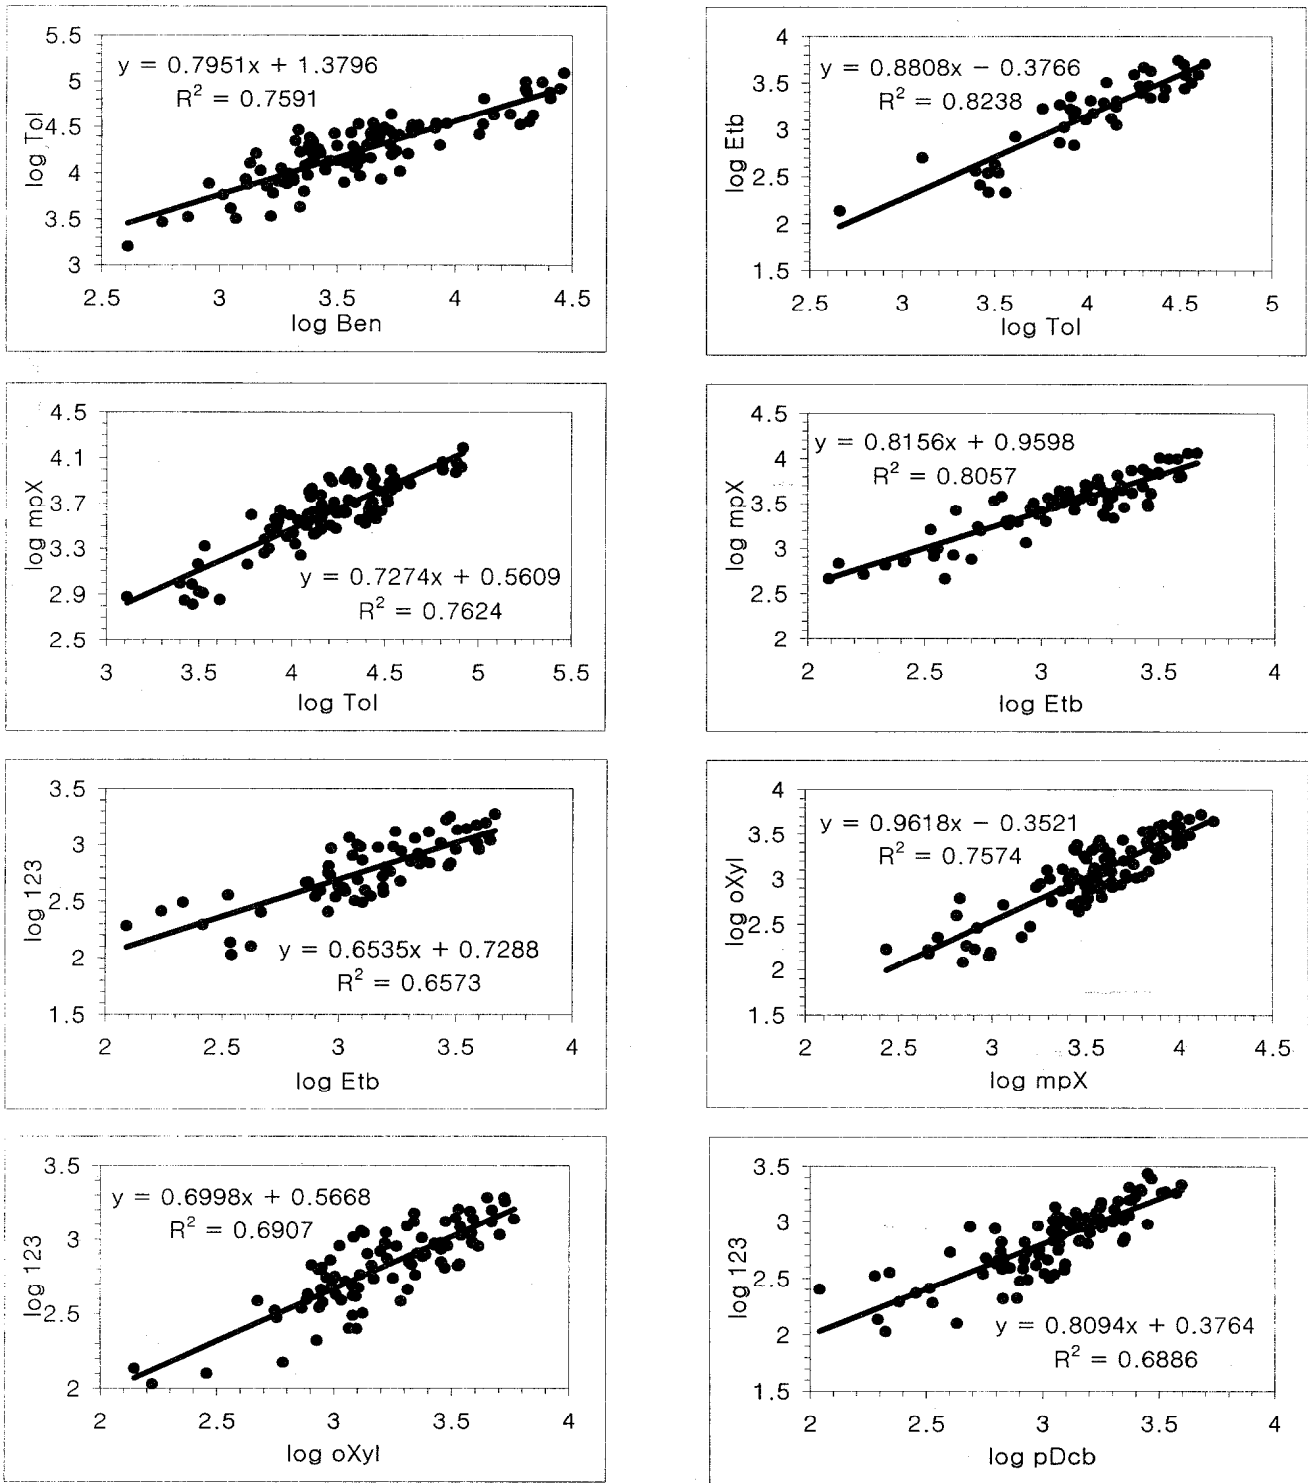 5.5
5
4.5
4
3.5
3
log Tol
y = 0.7951x + 1.3796
R² = 0.7591
2.5 3 3.5 4 4.5
log Ben
4
3.5
3
2.5
2
1.5
log Etb
y = 0.8808x − 0.3766
R² = 0.8238
2.5 3 3.5 4 4.5 5
log Tol
4.5
4.1
3.7
3.3
2.9
2.5
log mpX
y = 0.7274x + 0.5609
R² = 0.7624
3 3.5 4 4.5 5 5.5
log Tol
4.5
4
3.5
3
2.5
2
log mpX
y = 0.8156x + 0.9598
R² = 0.8057
2 2.5 3 3.5 4
log Etb
3.5
3
2.5
2
1.5
log 123
y = 0.6535x + 0.7288
R² = 0.6573
2 2.5 3 3.5 4
log Etb
4
3.5
3
2.5
2
1.5
log oXyl
y = 0.9618x − 0.3521
R² = 0.7574
2 2.5 3 3.5 4 4.5
log mpX
3.5
3
2.5
2
log 123
y = 0.6998x + 0.5668
R² = 0.6907
2 2.5 3 3.5 4
log oXyl
3.5
3
2.5
2
1.5
log 123
y = 0.8094x + 0.3764
R² = 0.6886
2 2.5 3 3.5 4
log pDcb